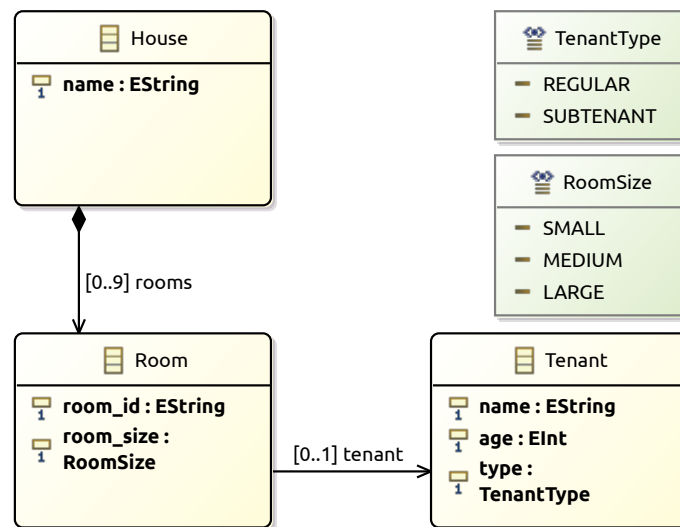 House
name : EString
[0..9] rooms
Room
room_id : EString
room_size :
RoomSize
[0..1] tenant
TenantType
REGULAR
SUBTENANT
RoomSize
SMALL
MEDIUM
LARGE
Tenant
name : EString
age : EInt
type :
TenantType